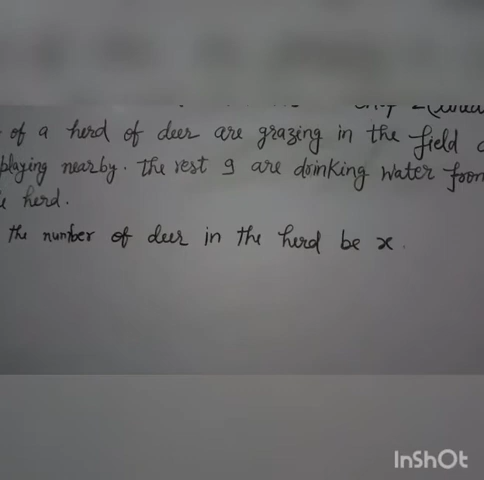 of a herd of deer are grazing in the field
playing nearby. the rest 9 are drinking water from
herd.
the number of deer in the herd be x.
InShOt